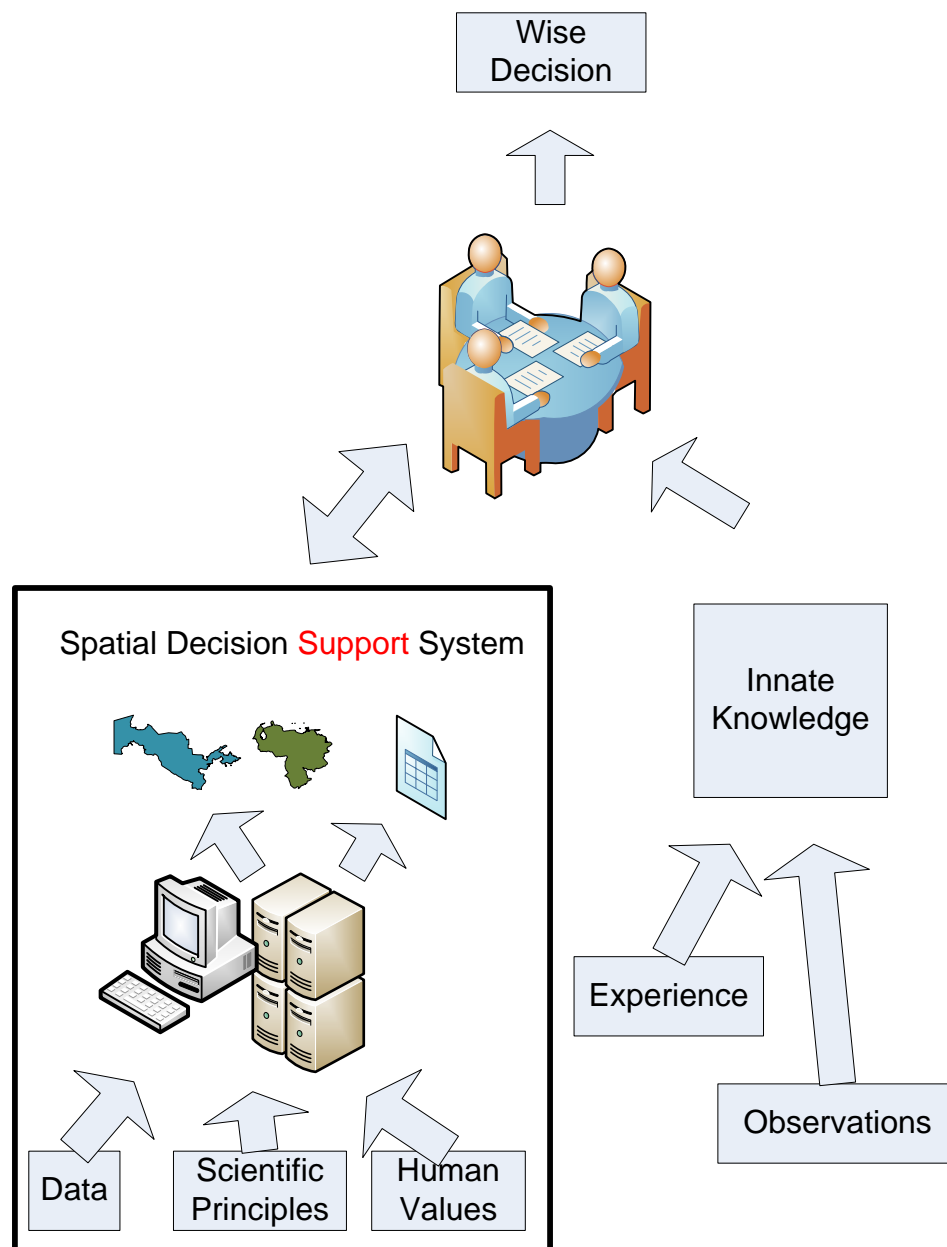 Wise
Decision
Spatial Decision Support System
Innate
Knowledge
Experience
Observations
Data
Scientific
Principles
Human
Values